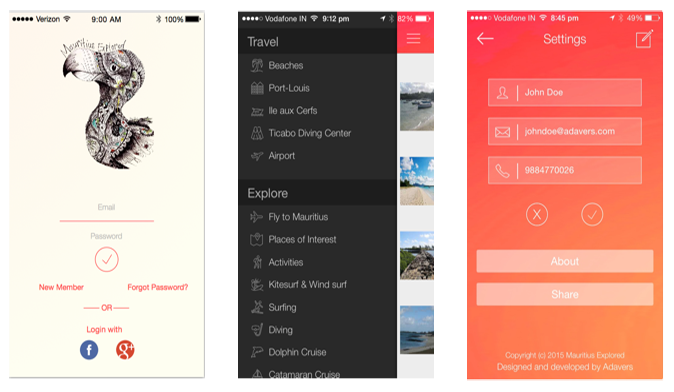 Verizon 9:00 AM 100%
Mauritius Explored
Email
Password
New Member Forgot Password?
OR
Login with
f g+
Vodafone IN 9:12 pm 82%
Travel
Beaches
Port-Louis
Ile aux Cerfs
Ticabo Diving Center
Airport
Explore
Fly to Mauritius
Places of Interest
Activities
Kitesurf & Wind surf
Surfing
Diving
Dolphin Cruise
Catamaran Cruise
Vodafone IN 8:45 pm 49%
Settings
John Doe
johndoe@adavers.com
9884770026
X
About
Share
Copyright (c) 2015 Mauritius Explored
Designed and developed by Adavers